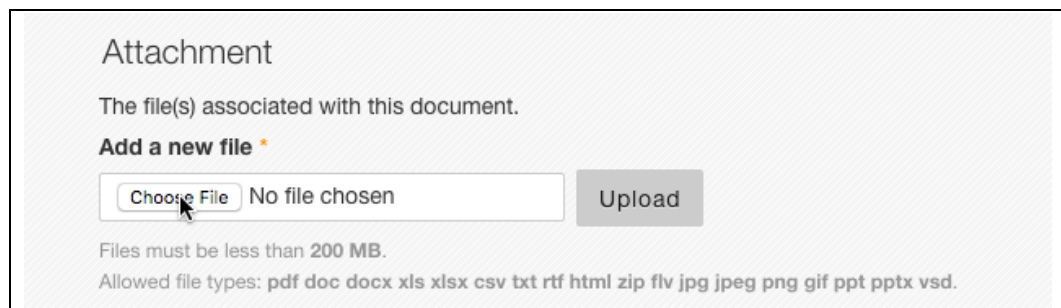 Attachment
The file(s) associated with this document.
Add a new file *
Choose File No file chosen
Upload
Files must be less than 200 MB.
Allowed file types: pdf doc docx xls xlsx csv txt rtf html zip flv jpg jpeg png gif ppt pptx vsd.